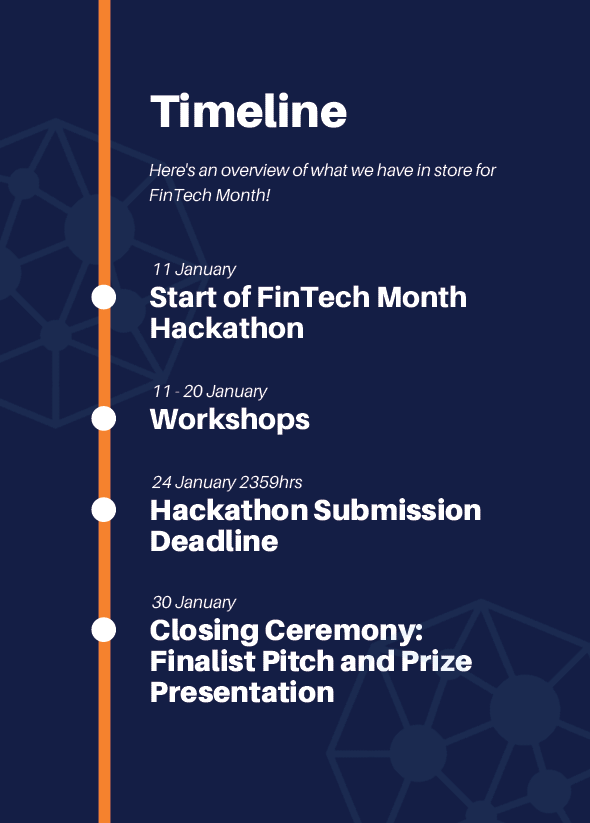 Timeline
Here's an overview of what we have in store for
FinTech Month!
11 January
Start of FinTech Month
Hackathon
11 - 20 January
Workshops
24 January 2359hrs
Hackathon Submission
Deadline
30 January
Closing Ceremony:
Finalist Pitch and Prize
Presentation